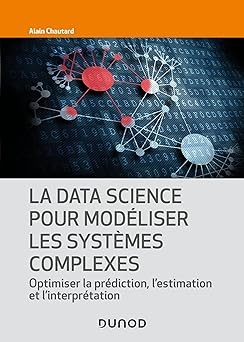 Alain Chautard
LA DATA SCIENCE
POUR MODÉLISER
LES SYSTÈMES
COMPLEXES
Optimiser la prédiction, l'estimation
et l'interprétation
DUNOD